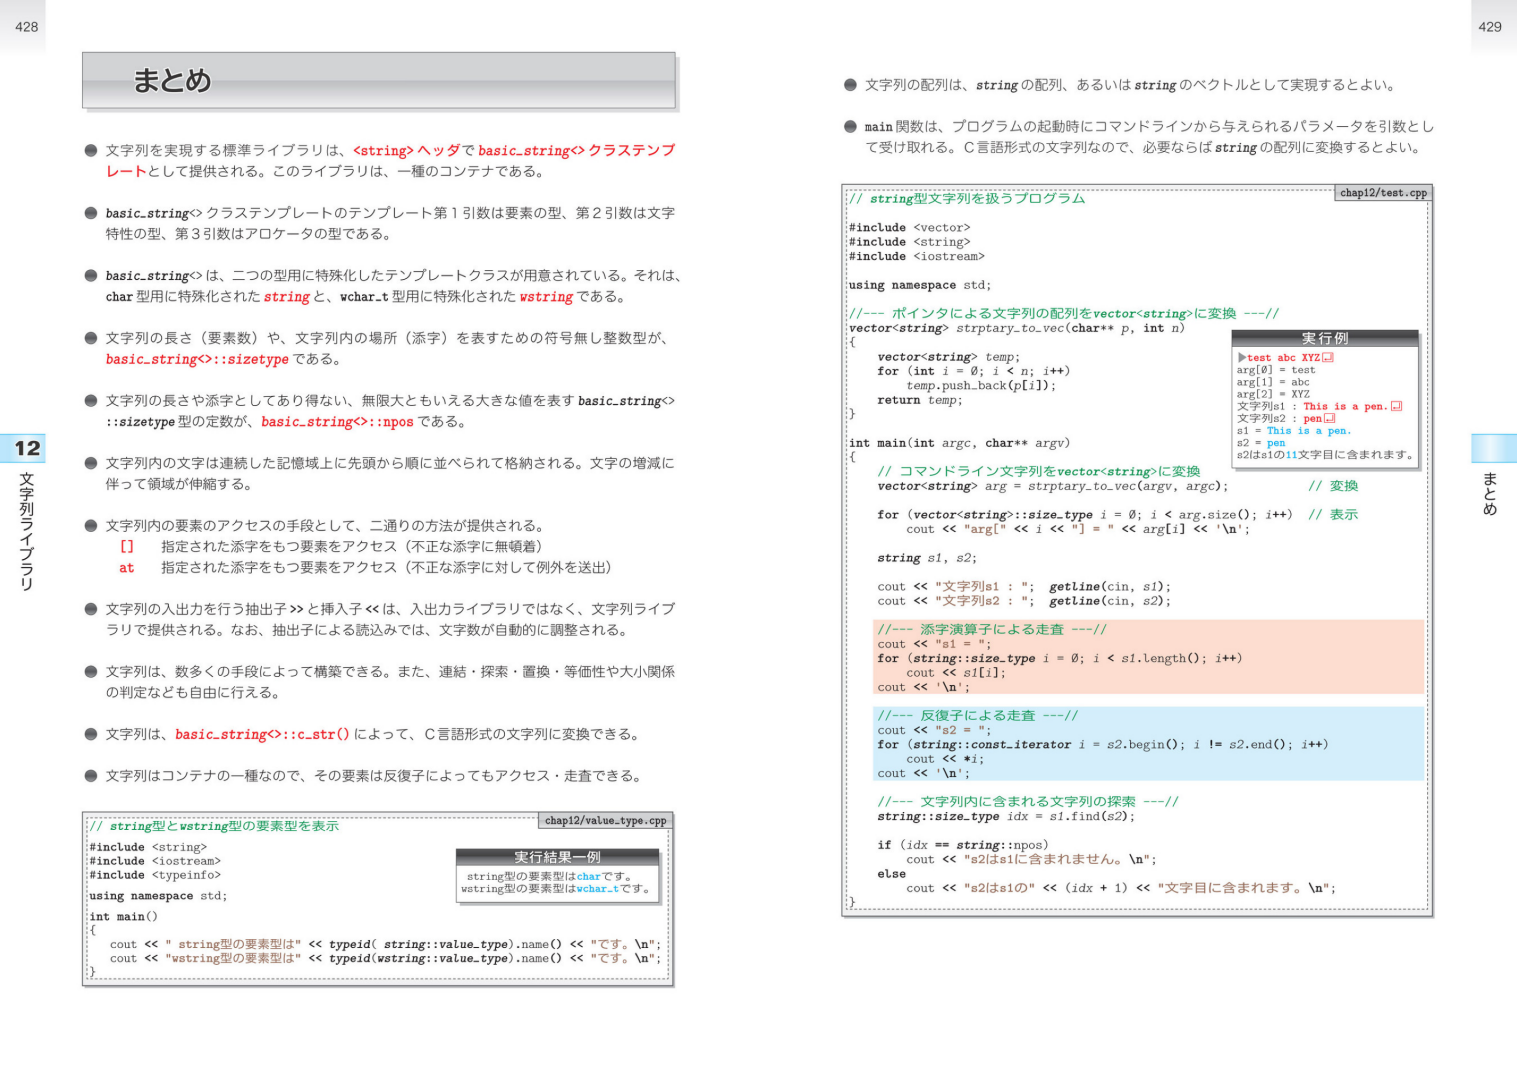 428
まとめ
● 文字列を実現する標準ライブラリは、<string>ヘッダで basic_string<> クラステンプ
レートとして提供される。このライブラリは、一種のコンテナである。
● basic_string<> クラステンプレートのテンプレート第１引数は要素の型、第２引数は文字
特性の型、第３引数はアロケータの型である。
● basic_string<> は、二つの型用に特殊化したテンプレートクラスが用意されている。それは、
char 型用に特殊化された string と、wchar_t 型用に特殊化された wstring である。
● 文字列の長さ（要素数）や、文字列内の場所（添字）を表すための符号無し整数型が、
basic_string<>::sizetype である。
● 文字列の長さや添字としてあり得ない、無限大ともいえる大きな値を表す basic_string<>
::sizetype 型の定数が、basic_string<>::npos である。
● 文字列内の文字は連続した記憶域上に先頭から順に並べられて格納される。文字の増減に
伴って領域が伸縮する。
● 文字列内の要素のアクセスの手段として、二通りの方法が提供される。
[] 指定された添字をもつ要素をアクセス（不正な添字に無頓着）
at 指定された添字をもつ要素をアクセス（不正な添字に対して例外を送出）
● 文字列の入出力を行う抽出子 >> と挿入子 << は、入出力ライブラリではなく、文字列ライブ
ラリで提供される。なお、抽出子による読込みでは、文字数が自動的に調整される。
● 文字列は、数多くの手段によって構築できる。また、連結・探索・置換・等価性や大小関係
の判定なども自由に行える。
● 文字列は、basic_string<>::c_str() によって、Ｃ言語形式の文字列に変換できる。
● 文字列はコンテナの一種なので、その要素は反復子によってもアクセス・走査できる。
chap12/value_type.cpp
// string型とwstring型の要素型を表示
#include <string>
#include <iostream>
#include <typeinfo>
using namespace std;
int main()
{
cout << " string型の要素型は" << typeid( string::value_type).name() << "です。\n";
cout << "wstring型の要素型は" << typeid(wstring::value_type).name() << "です。\n";
}
実行結果一例
string型の要素型はcharです。
wstring型の要素型はwchar_tです。
12
文字列ライブラリ
429
● 文字列の配列は、string の配列、あるいは string のベクトルとして実現するとよい。
● main 関数は、プログラムの起動時にコマンドラインから与えられるパラメータを引数とし
て受け取れる。Ｃ言語形式の文字列なので、必要ならば string の配列に変換するとよい。
chap12/test.cpp
// string型文字列を扱うプログラム
#include <vector>
#include <string>
#include <iostream>
using namespace std;
//--- ポインタによる文字列の配列をvector<string>に変換 ---//
vector<string> strptary_to_vec(char** p, int n)
{
vector<string> temp;
for (int i = 0; i < n; i++)
temp.push_back(p[i]);
return temp;
}
int main(int argc, char** argv)
{
// コマンドライン文字列をvector<string>に変換
vector<string> arg = strptary_to_vec(argv, argc); // 変換
for (vector<string>::size_type i = 0; i < arg.size(); i++) // 表示
cout << "arg[" << i << "] = " << arg[i] << '\n';
string s1, s2;
cout << "文字列s1 : "; getline(cin, s1);
cout << "文字列s2 : "; getline(cin, s2);
//--- 添字演算子による走査 ---//
cout << "s1 = ";
for (string::size_type i = 0; i < s1.length(); i++)
cout << s1[i];
cout << '\n';
//--- 反復子による走査 ---//
cout << "s2 = ";
for (string::const_iterator i = s2.begin(); i != s2.end(); i++)
cout << *i;
cout << '\n';
//--- 文字列内に含まれる文字列の探索 ---//
string::size_type idx = s1.find(s2);
if (idx == string::npos)
cout << "s2はs1に含まれません。\n";
else
cout << "s2はs1の" << (idx + 1) << "文字目に含まれます。\n";
}
実行例
▶test abc XYZ↵
arg[0] = test
arg[1] = abc
arg[2] = XYZ
文字列s1 : This is a pen.↵
文字列s2 : pen↵
s1 = This is a pen.
s2 = pen
s2はs1の11文字目に含まれます。
まとめ